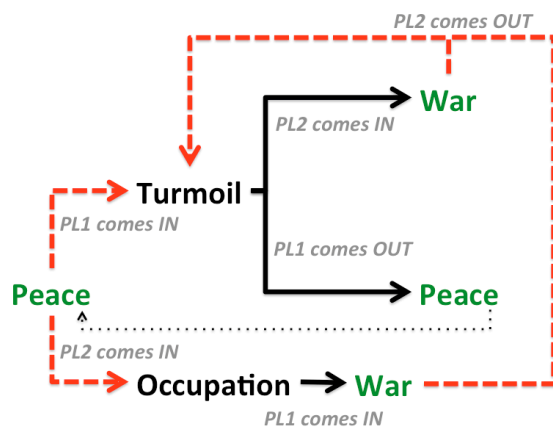 PL2 comes OUT
War
PL2 comes IN
Turmoil
PL1 comes IN
PL1 comes OUT
Peace
Peace
PL2 comes IN
Occupation
War
PL1 comes IN